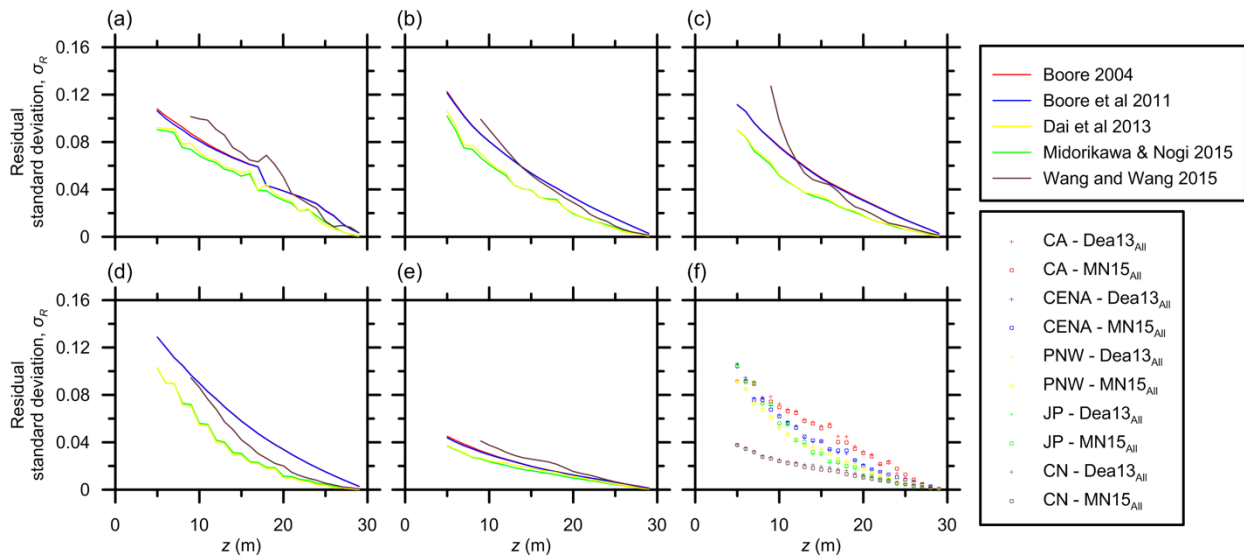 (a)
(b)
(c)
0.16
0.12
0.08
0.04
0
Residual
standard deviation, σR
Boore 2004
Boore et al 2011
Dai et al 2013
Midorikawa & Nogi 2015
Wang and Wang 2015
(d)
(e)
(f)
0.16
0.12
0.08
0.04
0
Residual
standard deviation, σR
0 10 20 30
0 10 20 30
0 10 20 30
z (m)
z (m)
z (m)
CA - Dea13All
CA - MN15All
CENA - Dea13All
CENA - MN15All
PNW - Dea13All
PNW - MN15All
JP - Dea13All
JP - MN15All
CN - Dea13All
CN - MN15All